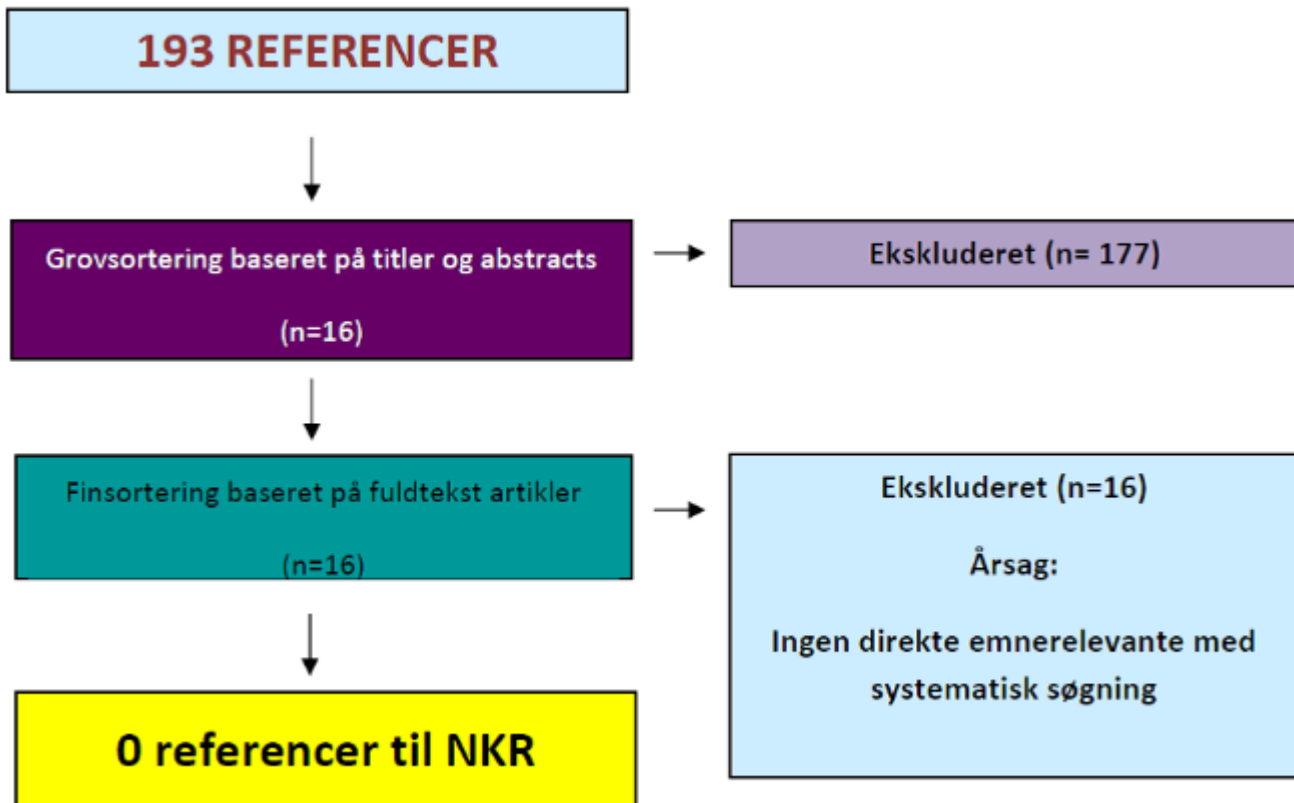 193 REFERENCER
Grovsortering baseret på titler og abstracts
(n=16)
Ekskluderet (n= 177)
Finsortering baseret på fuldtekst artikler
(n=16)
Ekskluderet (n=16)
Årsag:
Ingen direkte emnerelevante med
systematisk søgning
0 referencer til NKR